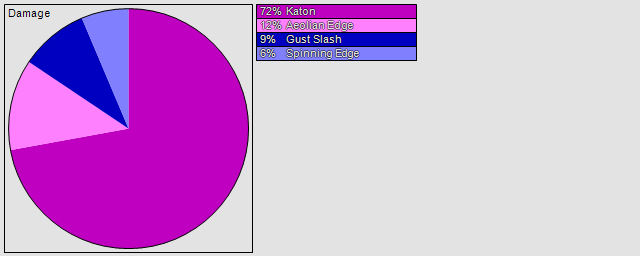 Damage
72% Katon
12% Aeolian Edge
9% Gust Slash
6% Spinning Edge